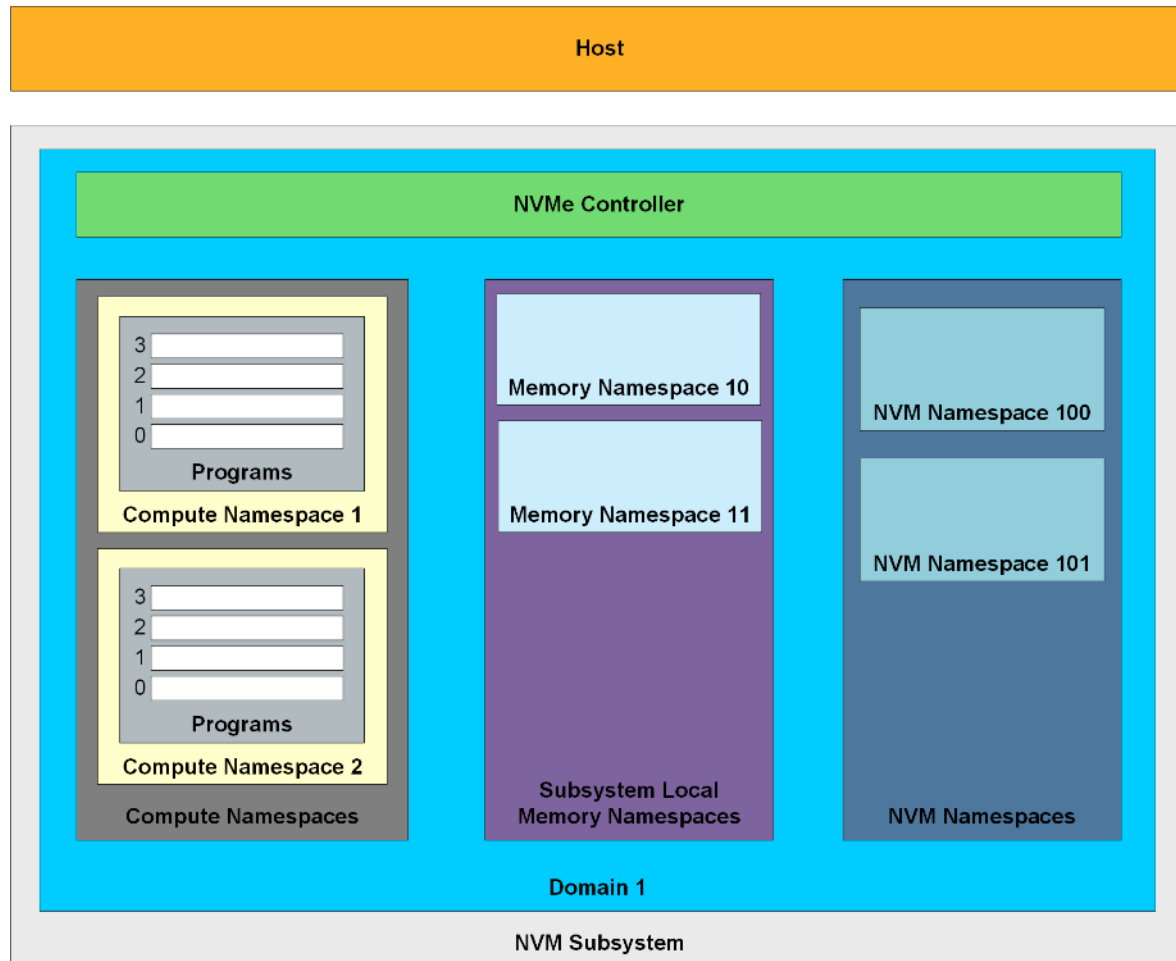 Host
NVMe Controller
3
2
1
0
Programs
Compute Namespace 1
3
2
1
0
Programs
Compute Namespace 2
Compute Namespaces
Memory Namespace 10
Memory Namespace 11
Subsystem Local
Memory Namespaces
NVM Namespace 100
NVM Namespace 101
NVM Namespaces
Domain 1
NVM Subsystem